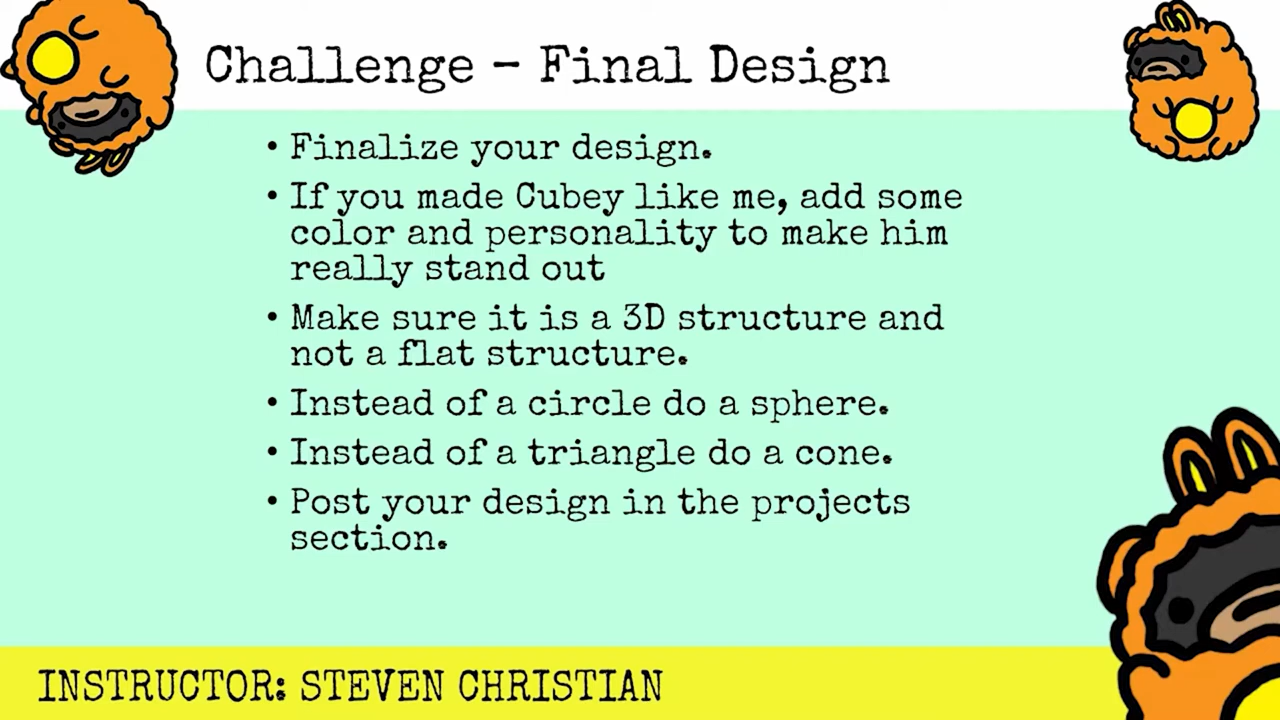 Challenge - Final Design
• Finalize your design.
• If you made Cubey like me, add some
color and personality to make him
really stand out
• Make sure it is a 3D structure and
not a flat structure.
• Instead of a circle do a sphere.
• Instead of a triangle do a cone.
• Post your design in the projects
section.
INSTRUCTOR: STEVEN CHRISTIAN